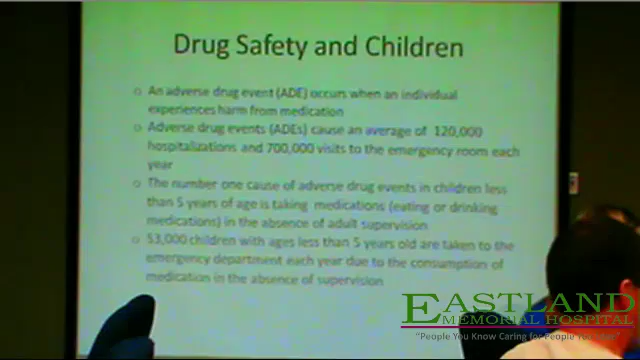 Drug Safety and Children
An adverse drug event (ADE) occurs when an individual
experiences harm from medication
Adverse drug events (ADEs) cause an average of 120,000
hospitalizations and 700,000 visits to the emergency room each
year
The number one cause of adverse drug events in children less
than 5 years of age is taking medications (eating or drinking
medications) in the absence of adult supervision
53,000 children with ages less than 5 years old are taken to the
emergency department each year due to the consumption of
medication in the absence of supervision
EASTLAND
MEMORIAL HOSPITAL
"People You Know Caring for People You